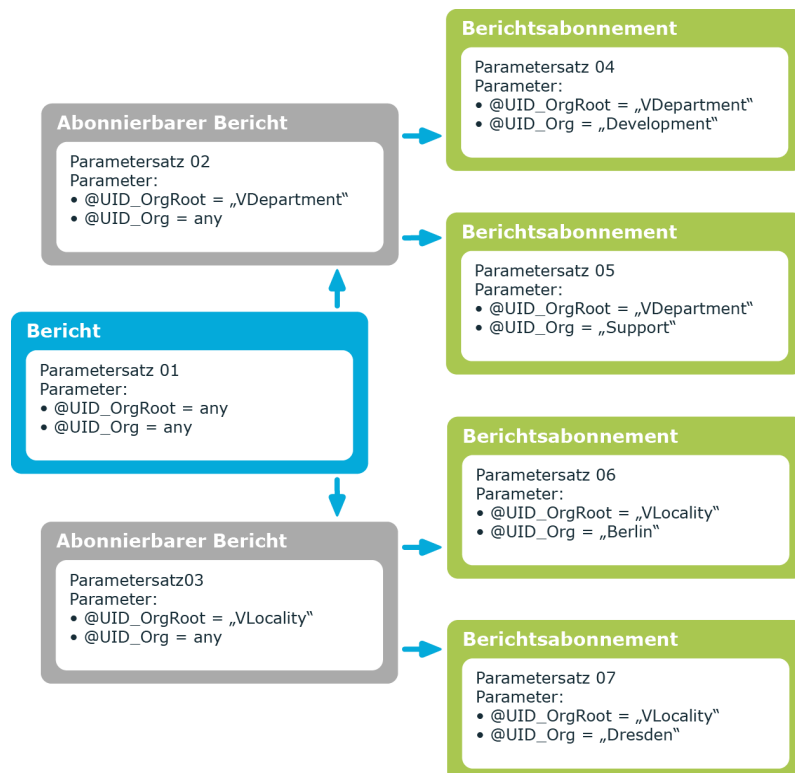 Berichtsabonnement
Parametersatz 04
Parameter:
• @UID_OrgRoot = „VDepartment“
• @UID_Org = „Development“
Abonnierbarer Bericht
Parametersatz 02
Parameter:
• @UID_OrgRoot = „VDepartment“
• @UID_Org = any
Berichtsabonnement
Parametersatz 05
Parameter:
• @UID_OrgRoot = „VDepartment“
• @UID_Org = „Support“
Bericht
Parametersatz 01
Parameter:
• @UID_OrgRoot = any
• @UID_Org = any
Berichtsabonnement
Parametersatz 06
Parameter:
• @UID_OrgRoot = „VLocality“
• @UID_Org = „Berlin“
Abonnierbarer Bericht
Parametersatz03
Parameter:
• @UID_OrgRoot = „VLocality“
• @UID_Org = any
Berichtsabonnement
Parametersatz 07
Parameter:
• @UID_OrgRoot = „VLocality“
• @UID_Org = „Dresden“